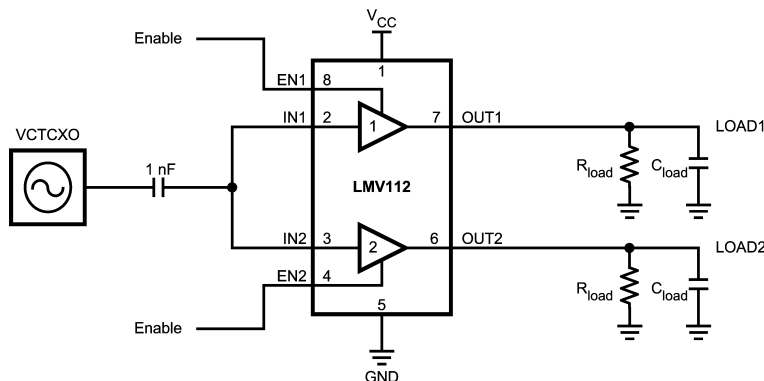 VCC
Enable
1
EN1 8
IN1 2
1
7 OUT1
LOAD1
VCTCXO
1 nF
Rload
Cload
LMV112
IN2 3
2
6 OUT2
LOAD2
EN2 4
Rload
Cload
5
Enable
GND